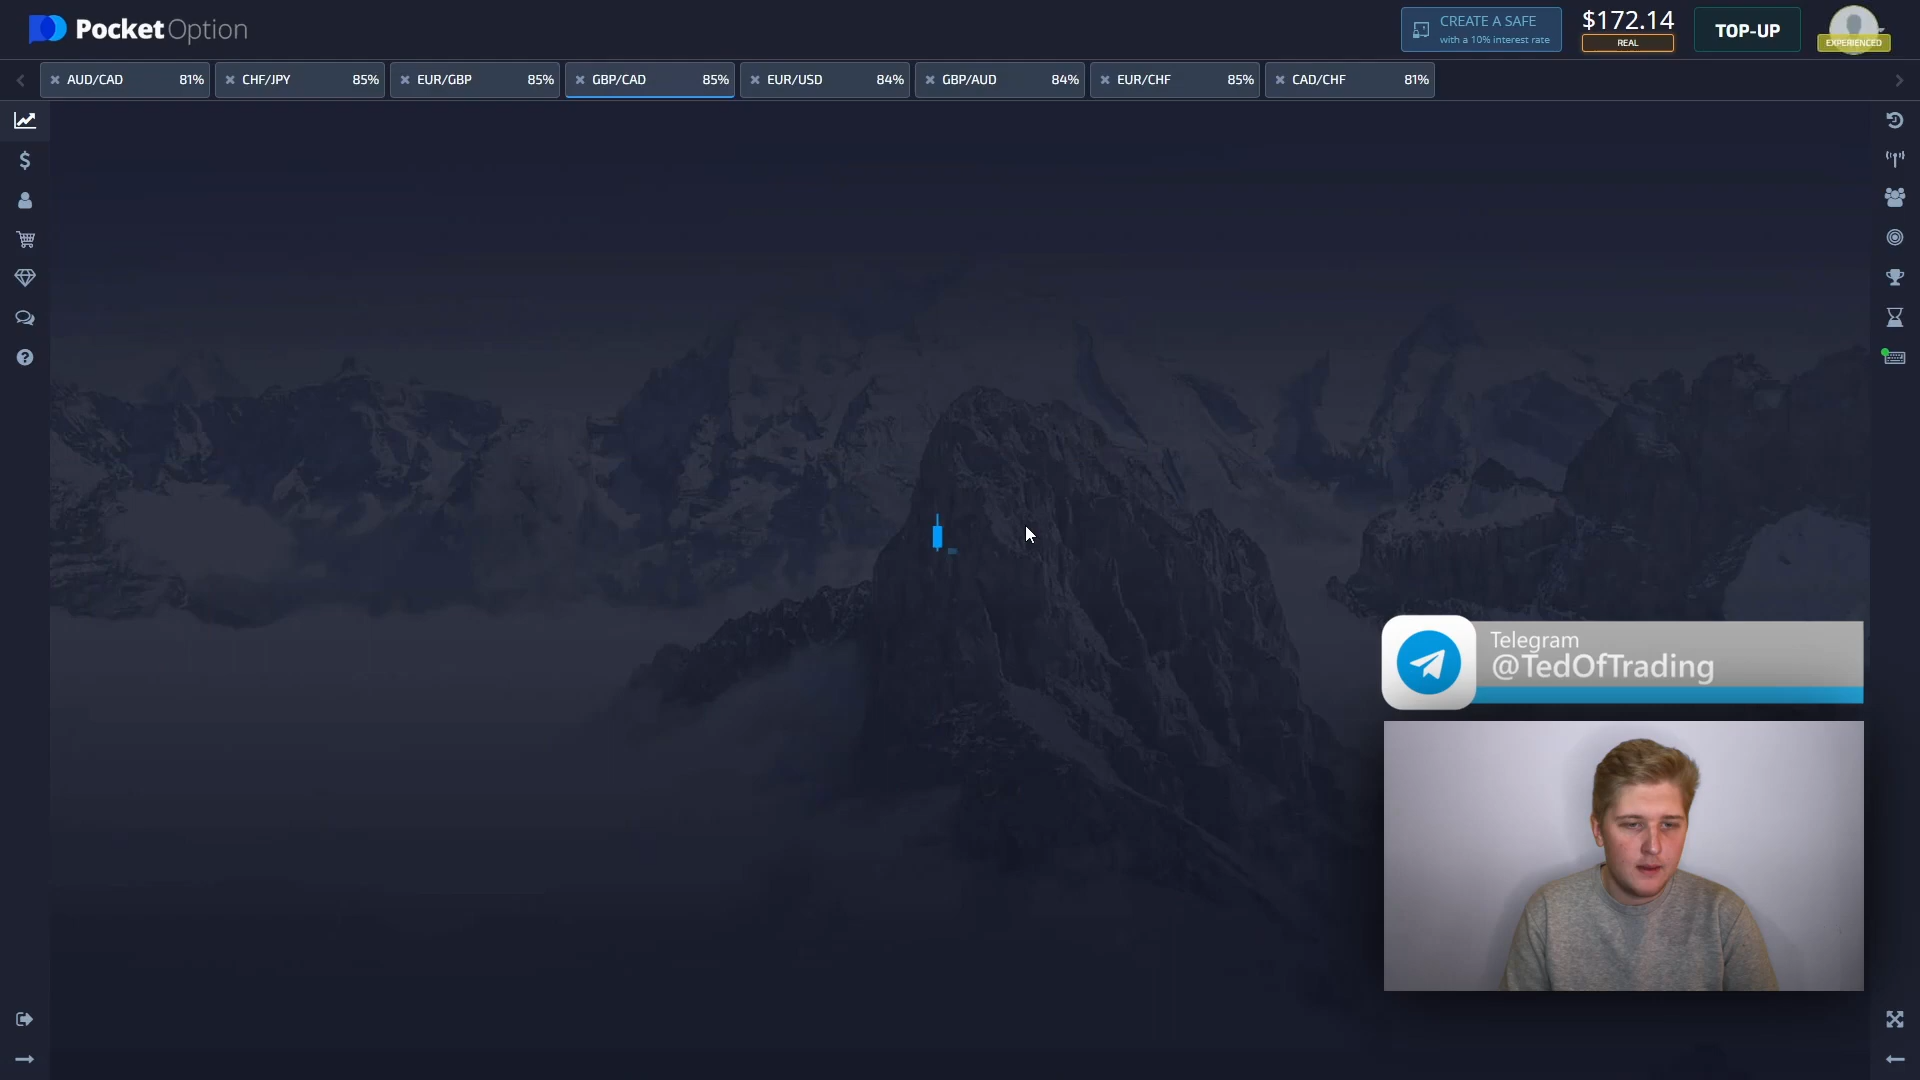 PocketOption
CREATE A SAFE
with a 10% interest rate
$172.14
REAL
TOP-UP
EXPERIENCED
AUD/CAD 81%
CHF/JPY 85%
EUR/GBP 85%
GBP/CAD 85%
EUR/USD 84%
GBP/AUD 84%
EUR/CHF 85%
CAD/CHF 81%
Telegram
@TedOfTrading